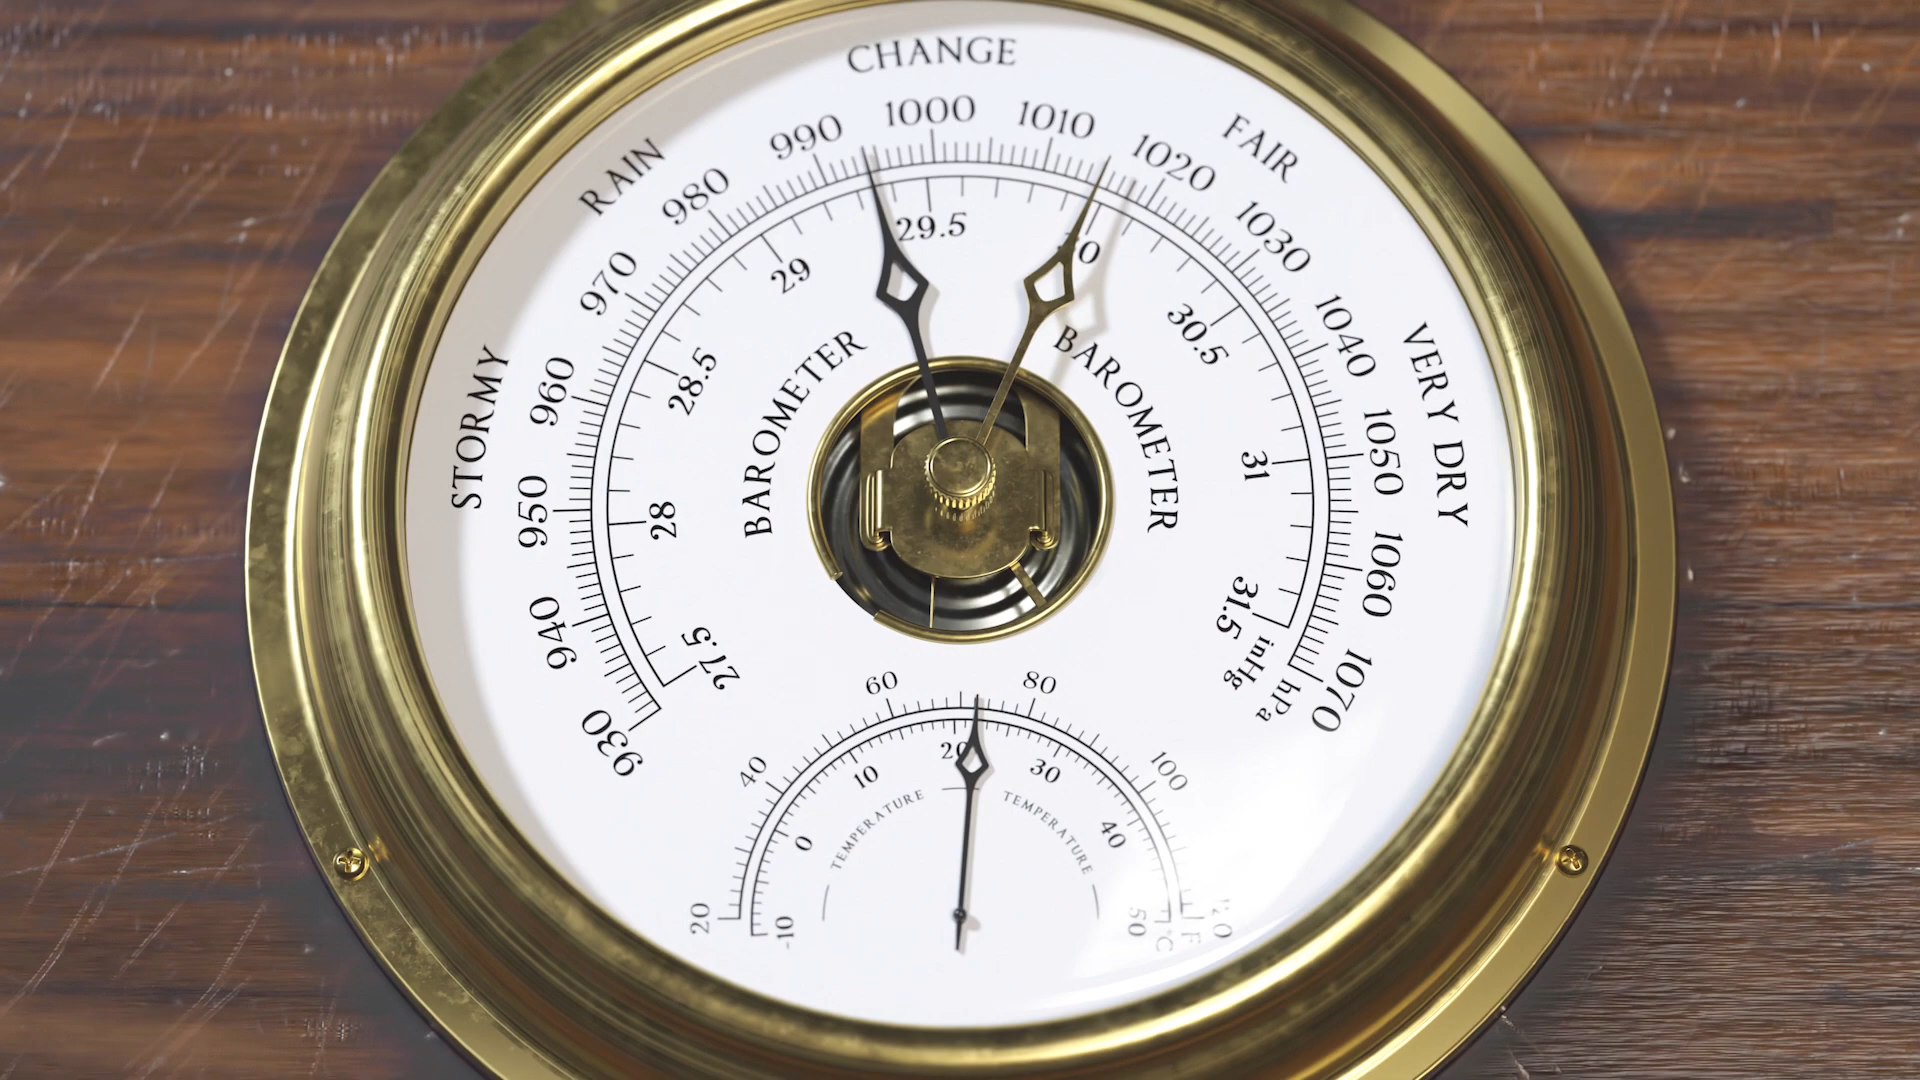 CHANGE
RAIN
FAIR
STORMY
VERY DRY
930
940
950
960
970
980
990
1000
1010
1020
1030
1040
1050
1060
1070
hPa
27.5
28
28.5
29
29.5
30.5
31
31.5
inHg
BAROMETER
BAROMETER
20
40
60
80
100
F
-10
0
10
20
30
40
50
°C
TEMPERATURE
TEMPERATURE